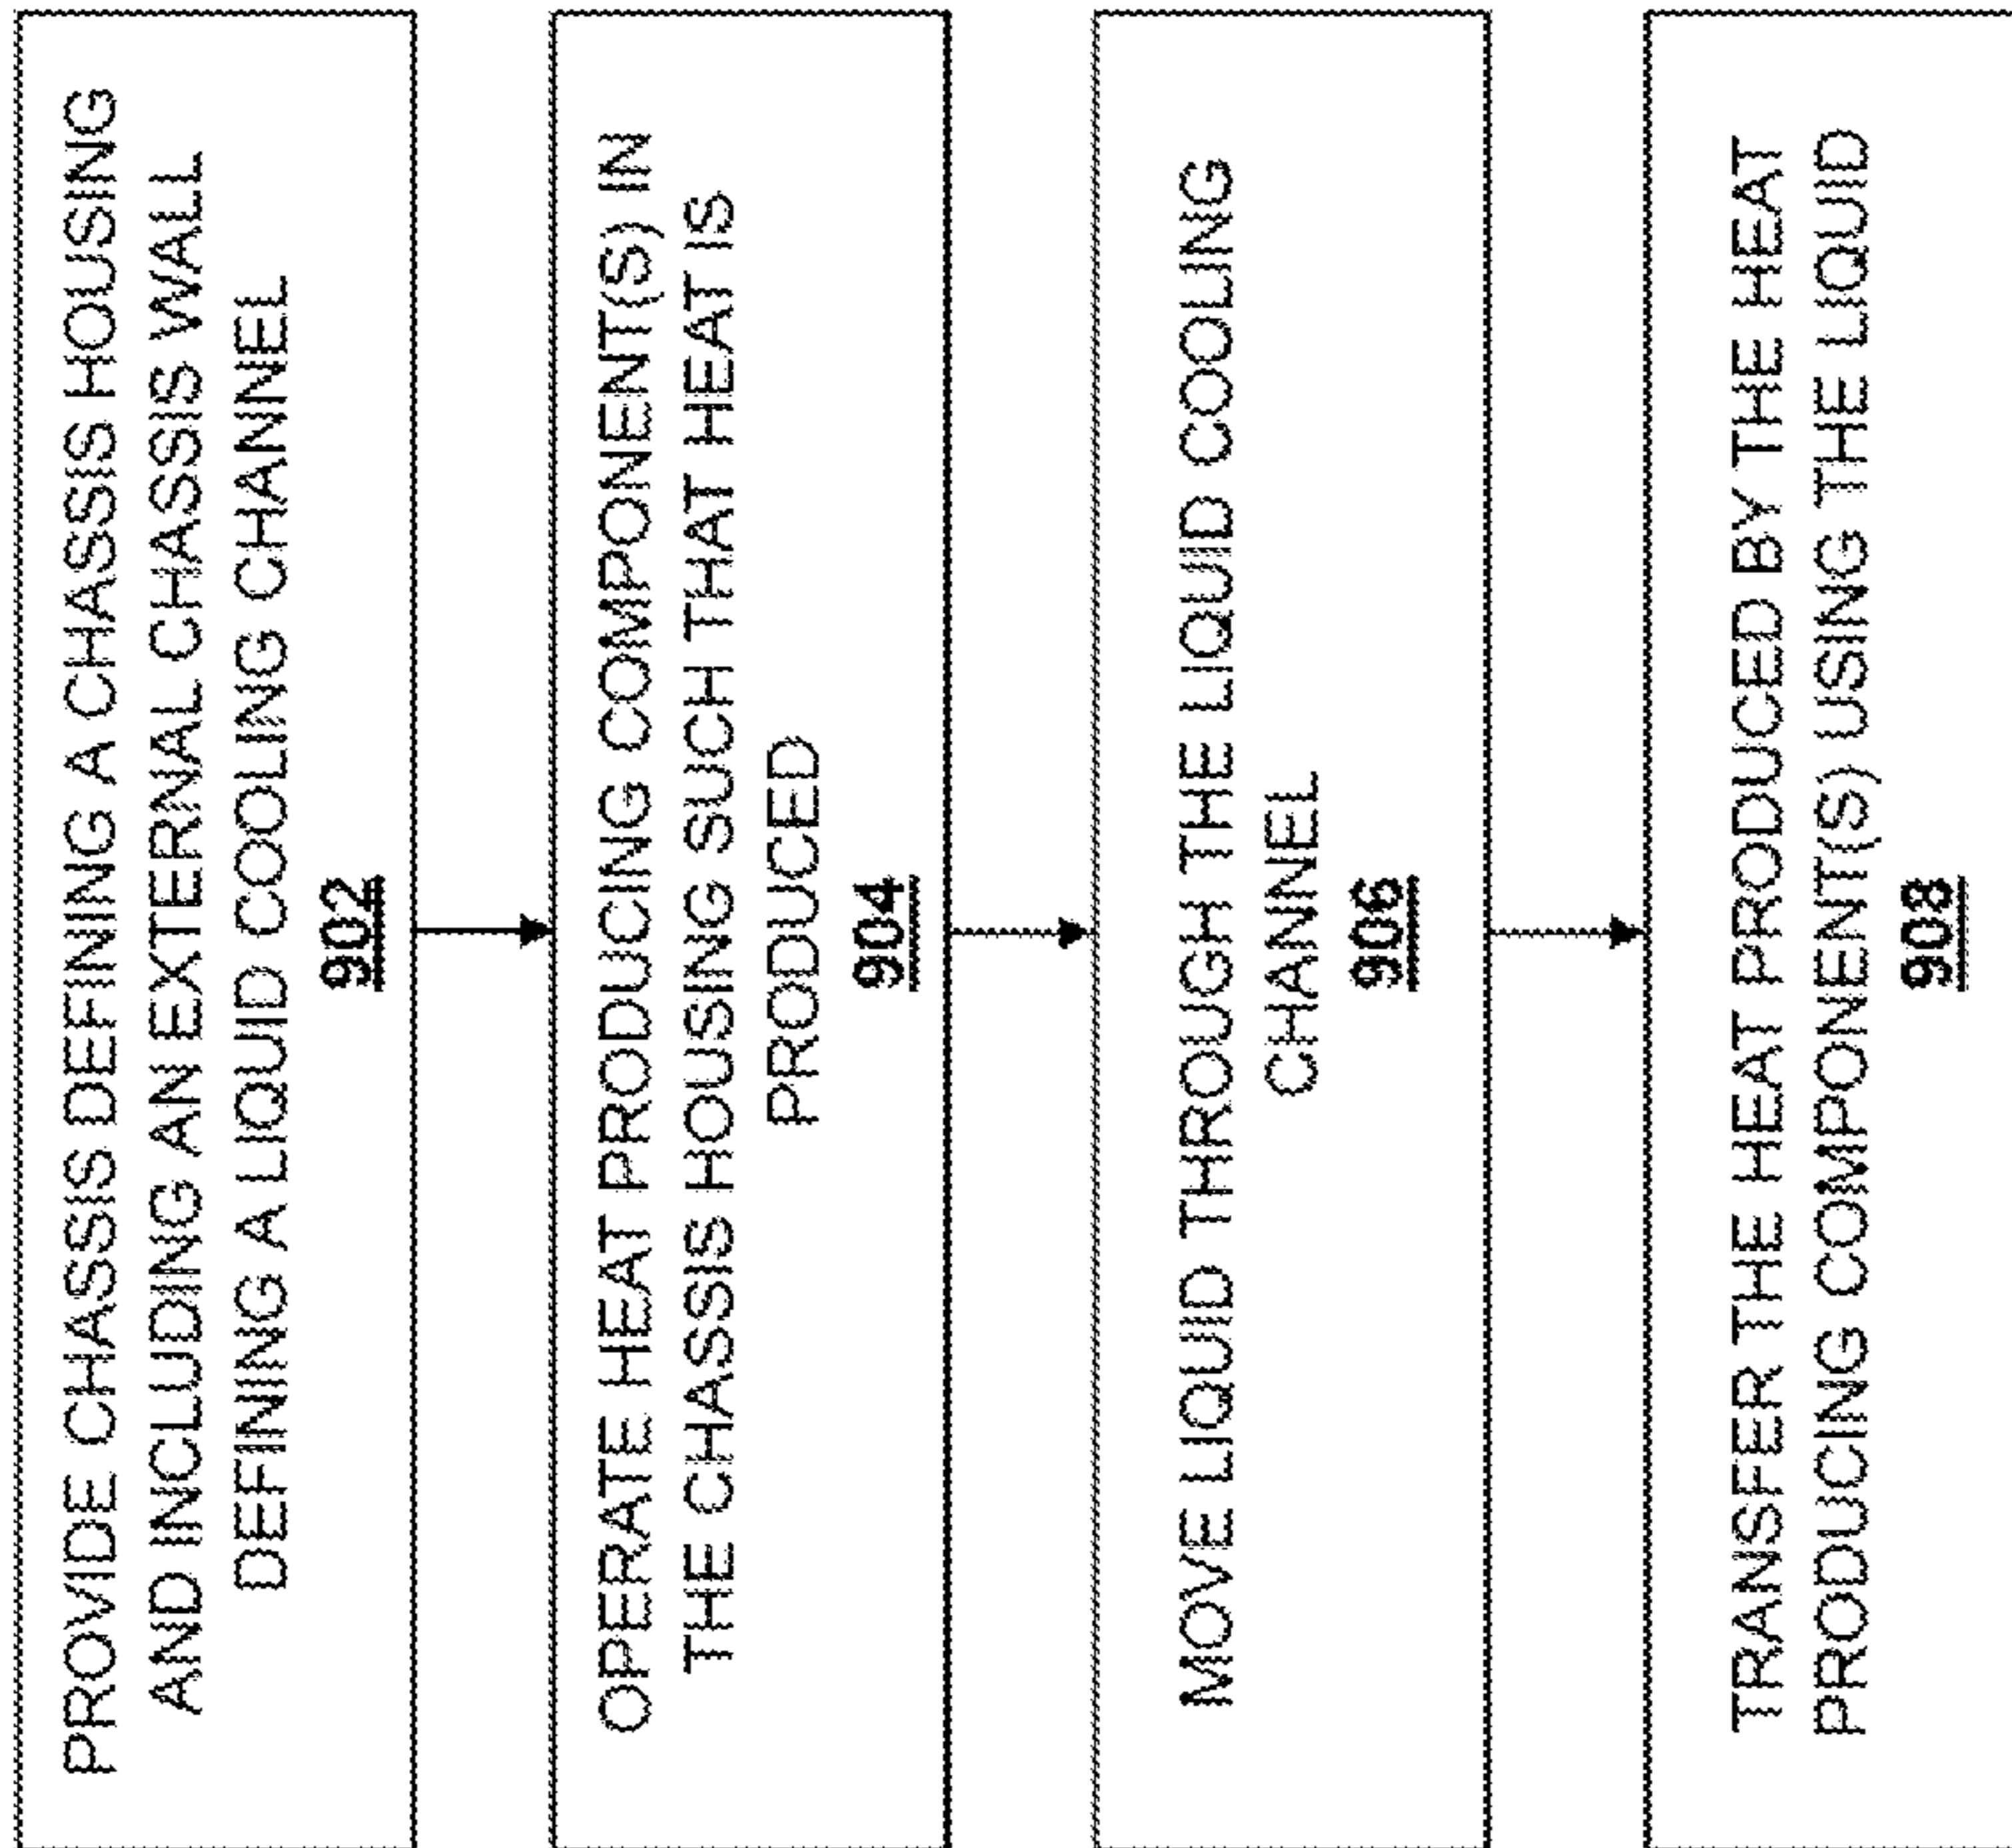 PROVIDE CHASSIS DEFINING A CHASSIS HOUSING
AND INCLUDING AN EXTERNAL CHASSIS WALL
DEFINING A LIQUID COOLING CHANNEL
902
OPERATE HEAT PRODUCING COMPONENT(S) IN
THE CHASSIS HOUSING SUCH THAT HEAT IS
PRODUCED
904
MOVE LIQUID THROUGH THE LIQUID COOLING
CHANNEL
906
TRANSFER THE HEAT PRODUCED BY THE HEAT
PRODUCING COMPONENT(S) USING THE LIQUID
908